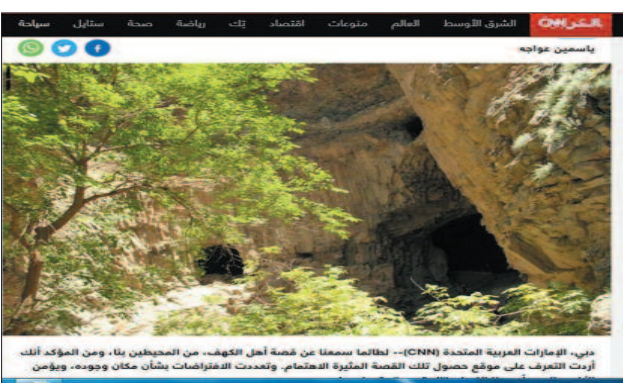 CNN بالعربية الشرق الأوسط العالم منوعات اقتصاد تِك رياضة صحة ستايل سياحة
ياسمين عواجه
دبي، الإمارات العربية المتحدة (CNN)-- لطالما سمعنا عن قصة أهل الكهف، من المحيطين بنا، ومن المؤكد أنك
أردت التعرف على موقع حصول تلك القصة المثيرة الاهتمام. وتعددت الافتراضات بشأن مكان وجوده، ويؤمن